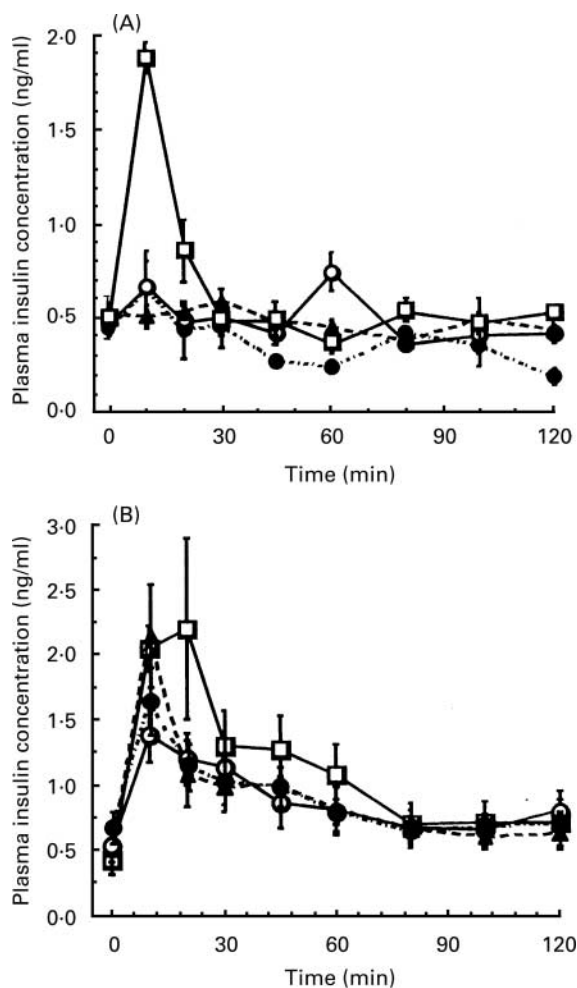 (A)
Plasma insulin concentration (ng/ml)
2·0
1·5
1·0
0·5
0·0
0 30 60 90 120
Time (min)
(B)
Plasma insulin concentration (ng/ml)
3·0
2·5
2·0
1·5
1·0
0·5
0·0
0 30 60 90 120
Time (min)